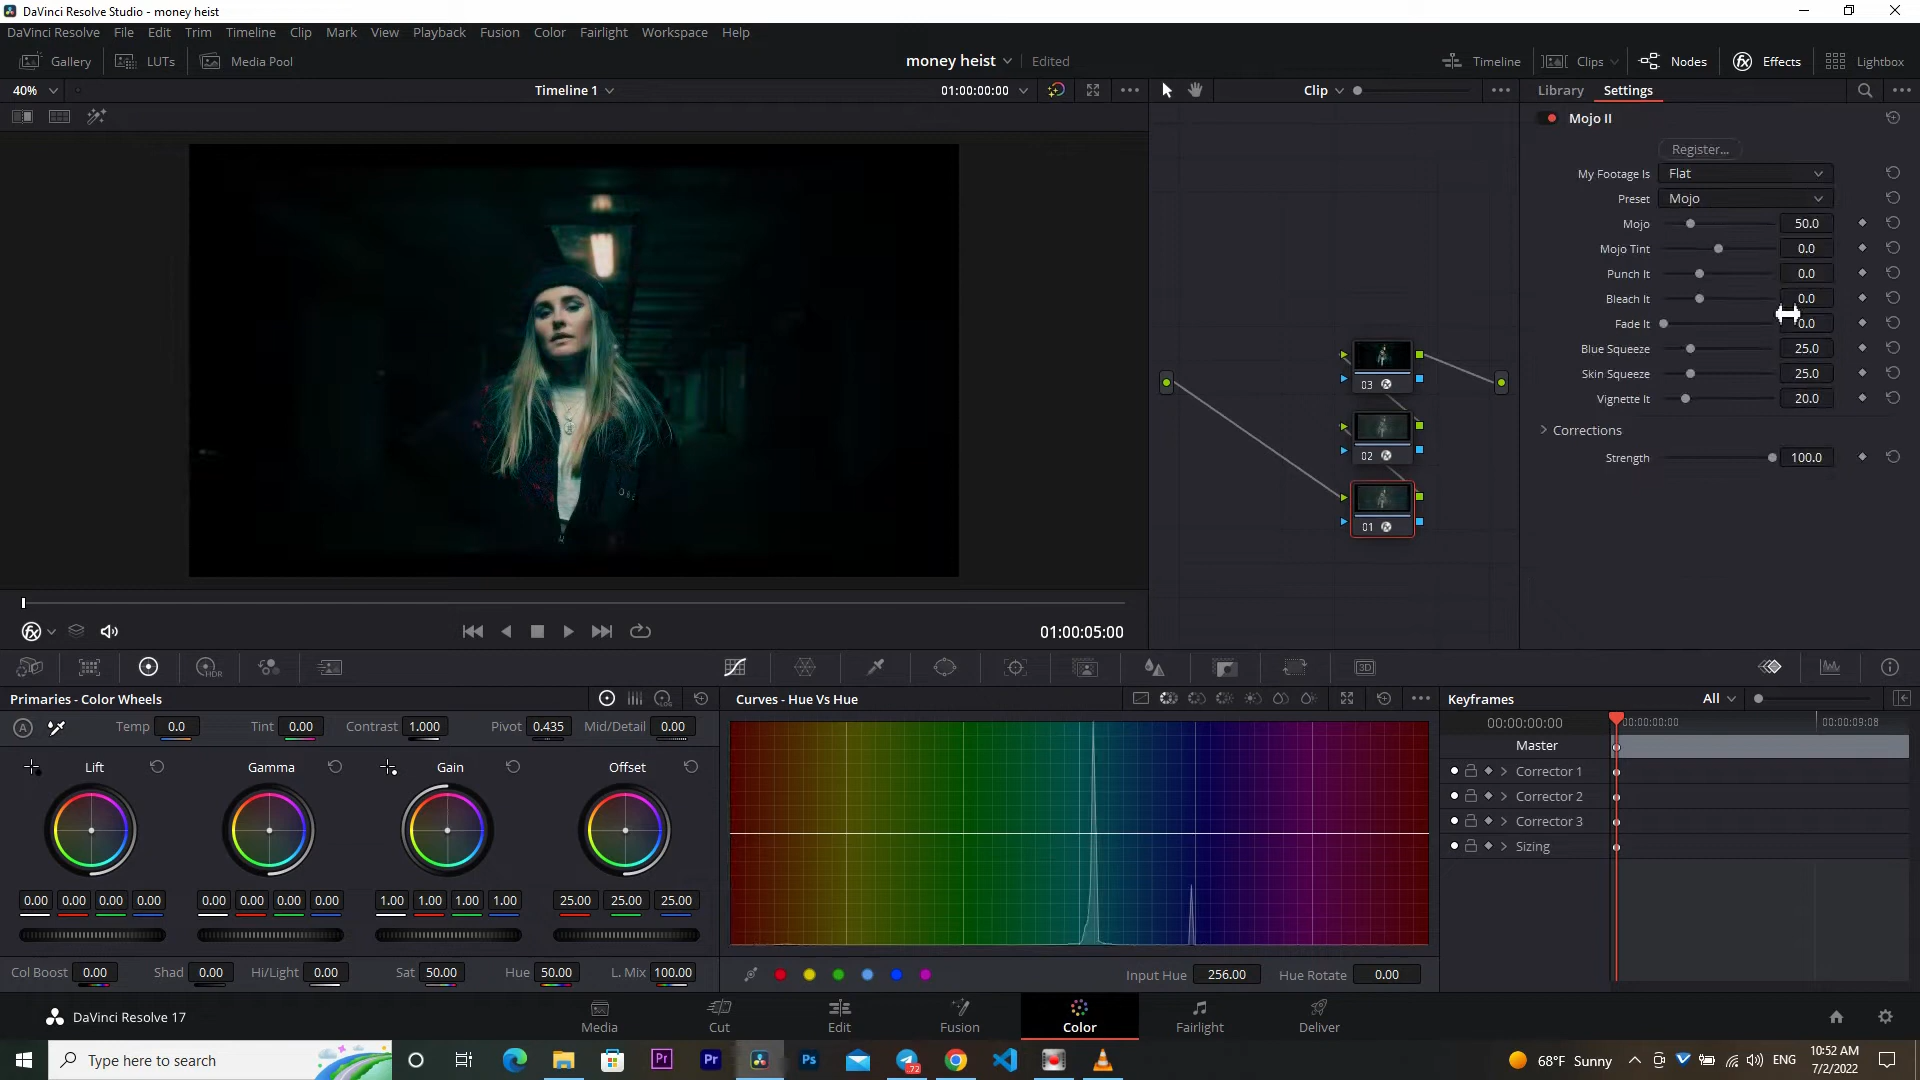 DaVinci Resolve Studio - money heist
DaVinci Resolve File Edit Trim Timeline Clip Mark View Playback Fusion Color Fairlight Workspace Help
Gallery LUTs Media Pool money heist Edited Timeline Clips Nodes Effects Lightbox
40% Timeline 1 01:00:00:00 Clip Library Settings
Mojo II
Register...
My Footage Is Flat
Preset Mojo
Mojo 50.0
Mojo Tint 0.0
Punch It 0.0
Bleach It 0.0
Fade It 0.0
Blue Squeeze 25.0
Skin Squeeze 25.0
Vignette It 20.0
Corrections
Strength 100.0
03
02
01
01:00:05:00
HDR
3D
Primaries - Color Wheels LOG Curves - Hue Vs Hue Keyframes All
A Temp 0.0 Tint 0.00 Contrast 1.000 Pivot 0.435 Mid/Detail 0.00
00:00:00:00 00:00:00:00 00:00:09:08
Master
Lift Gamma Gain Offset
Corrector 1
Corrector 2
Corrector 3
Sizing
0.00 0.00 0.00 0.00 0.00 0.00 0.00 0.00 1.00 1.00 1.00 1.00 25.00 25.00 25.00
Col Boost 0.00 Shad 0.00 Hi/Light 0.00 Sat 50.00 Hue 50.00 L. Mix 100.00
Input Hue 256.00 Hue Rotate 0.00
DaVinci Resolve 17
Media Cut Edit Fusion Color Fairlight Deliver
Type here to search
Pr Pr Ps 72
68°F Sunny ENG
10:52 AM
7/2/2022